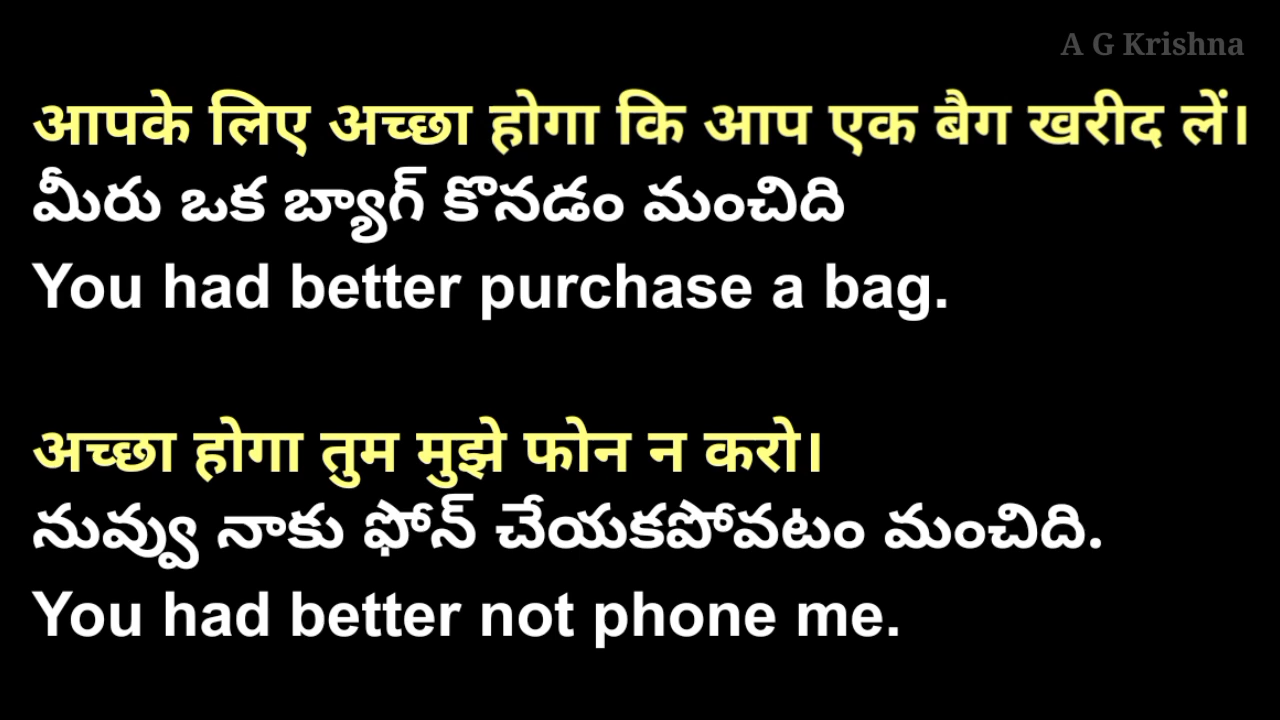 A G Krishna
आपके लिए अच्छा होगा कि आप एक बैग खरीद लें।
మీరు ఒక బ్యాగ్ కొనడం మంచిది
You had better purchase a bag.
अच्छा होगा तुम मुझे फोन न करो।
నువ్వు నాకు ఫోన్ చేయకపోవటం మంచిది.
You had better not phone me.